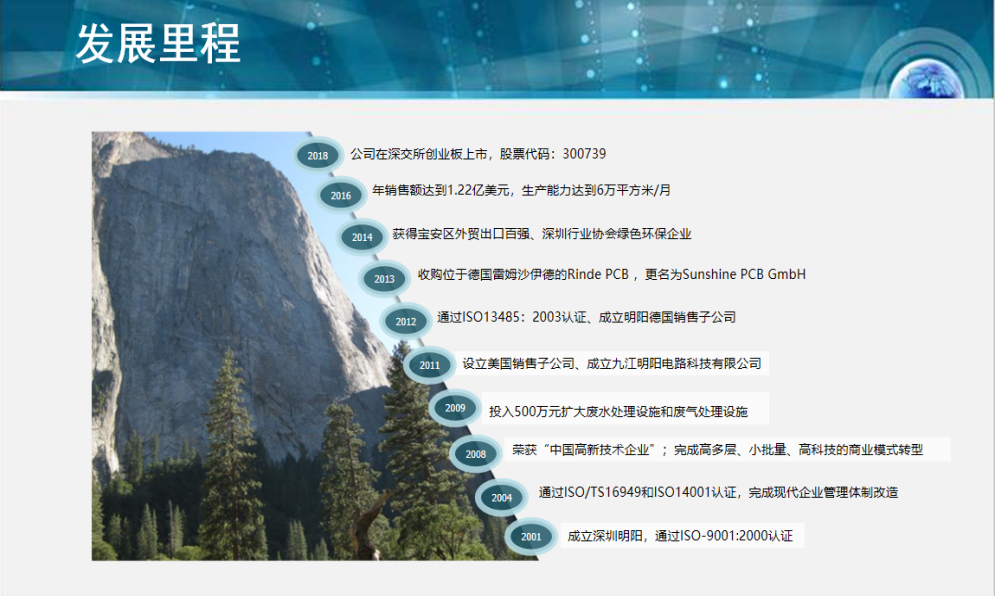 发展里程
2018 公司在深交所创业板上市，股票代码：300739
2016 年销售额达到1.22亿美元，生产能力达到6万平方米/月
2014 获得宝安区外贸出口百强、深圳行业协会绿色环保企业
2013 收购位于德国雷姆沙伊德的Rinde PCB ，更名为Sunshine PCB GmbH
2012 通过ISO13485：2003认证、成立明阳德国销售子公司
2011 设立美国销售子公司、成立九江明阳电路科技有限公司
2009 投入500万元扩大废水处理设施和废气处理设施
2008 荣获“中国高新技术企业”；完成高多层、小批量、高科技的商业模式转型
2004 通过ISO/TS16949和ISO14001认证，完成现代企业管理体制改造
2001 成立深圳明阳，通过ISO-9001:2000认证